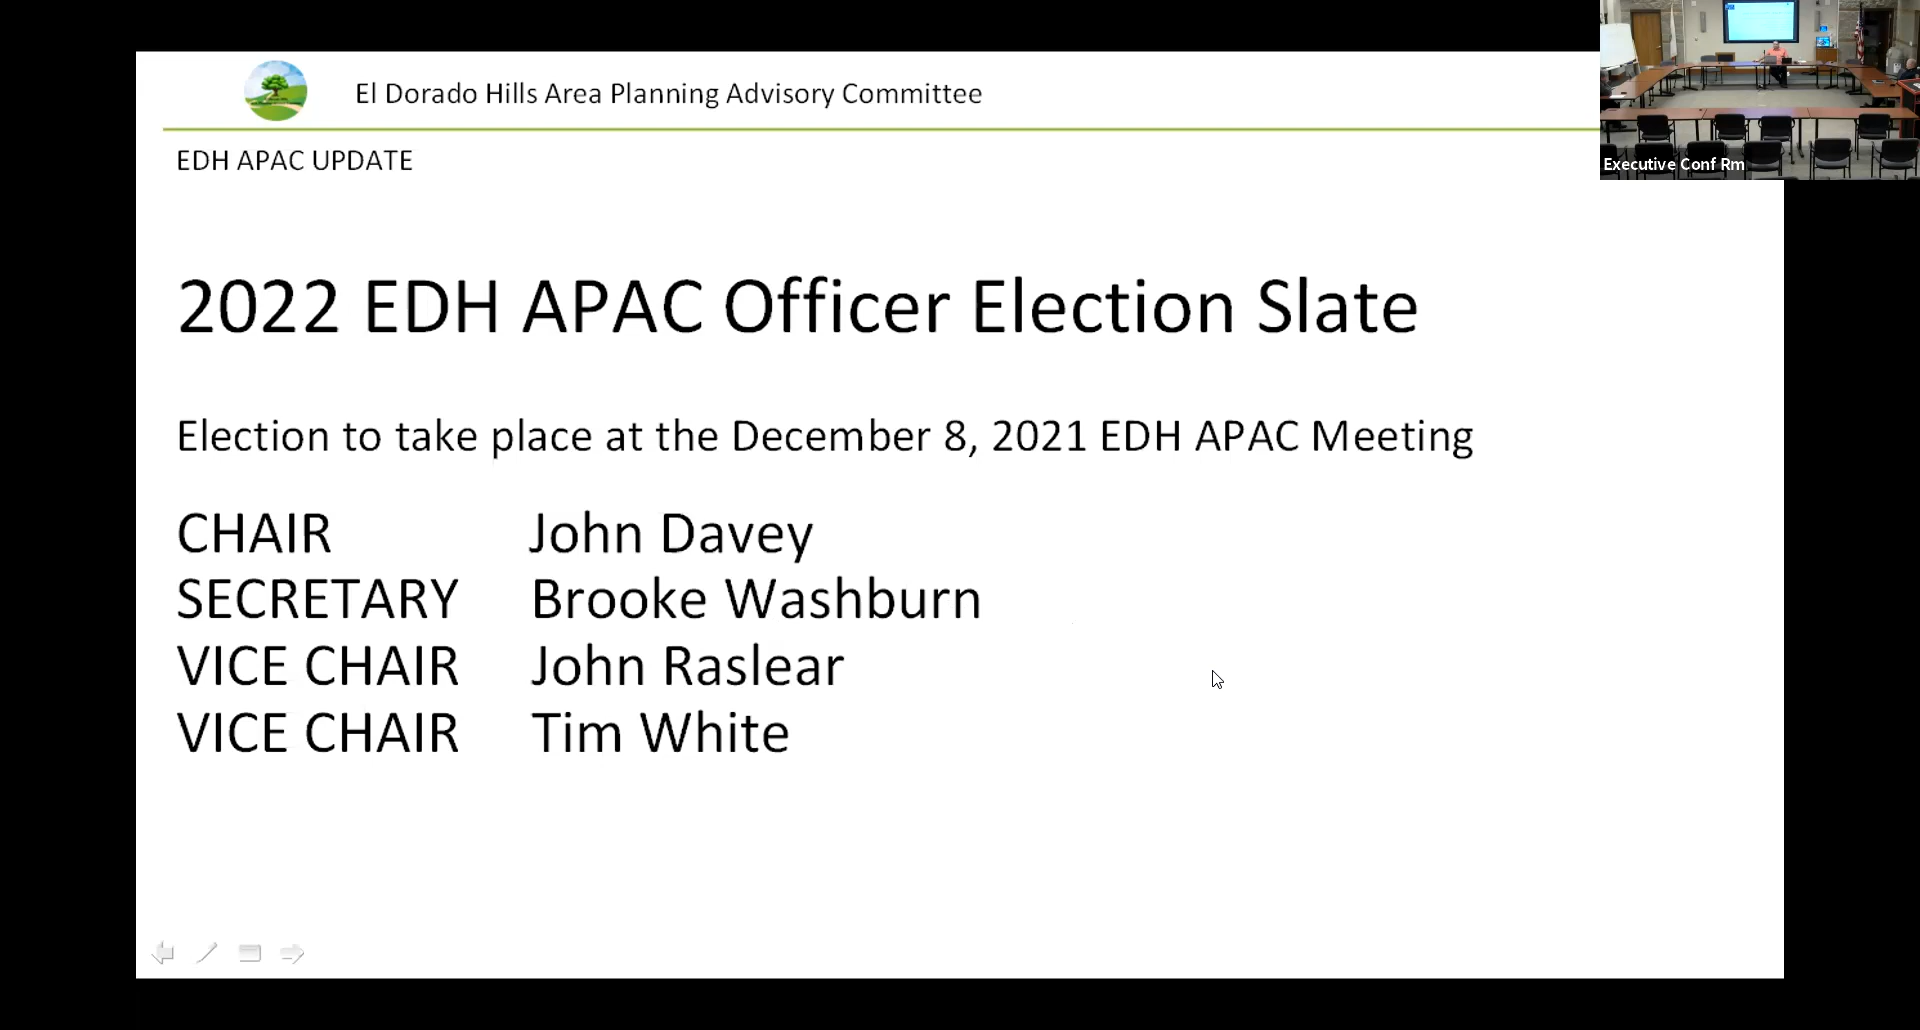 El Dorado Hills Area Planning Advisory Committee
EDH APAC UPDATE
2022 EDH APAC Officer Election Slate
Election to take place at the December 8, 2021 EDH APAC Meeting
CHAIR John Davey
SECRETARY Brooke Washburn
VICE CHAIR John Raslear
VICE CHAIR Tim White
Executive Conf Rm